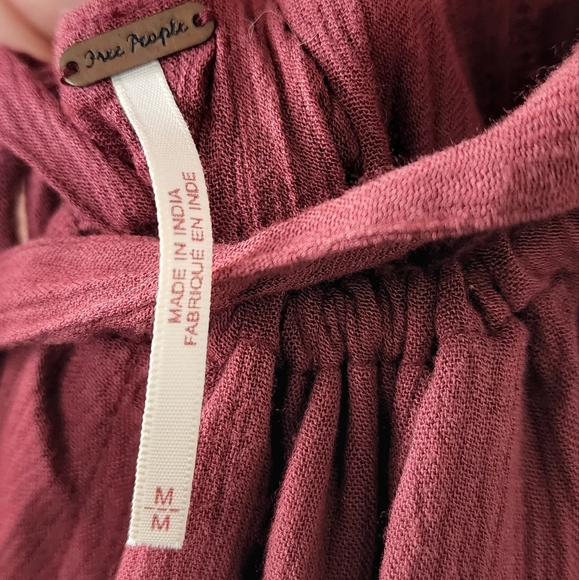 Free People
MADE IN INDIA
FABRIQUÉ EN INDE
M
M